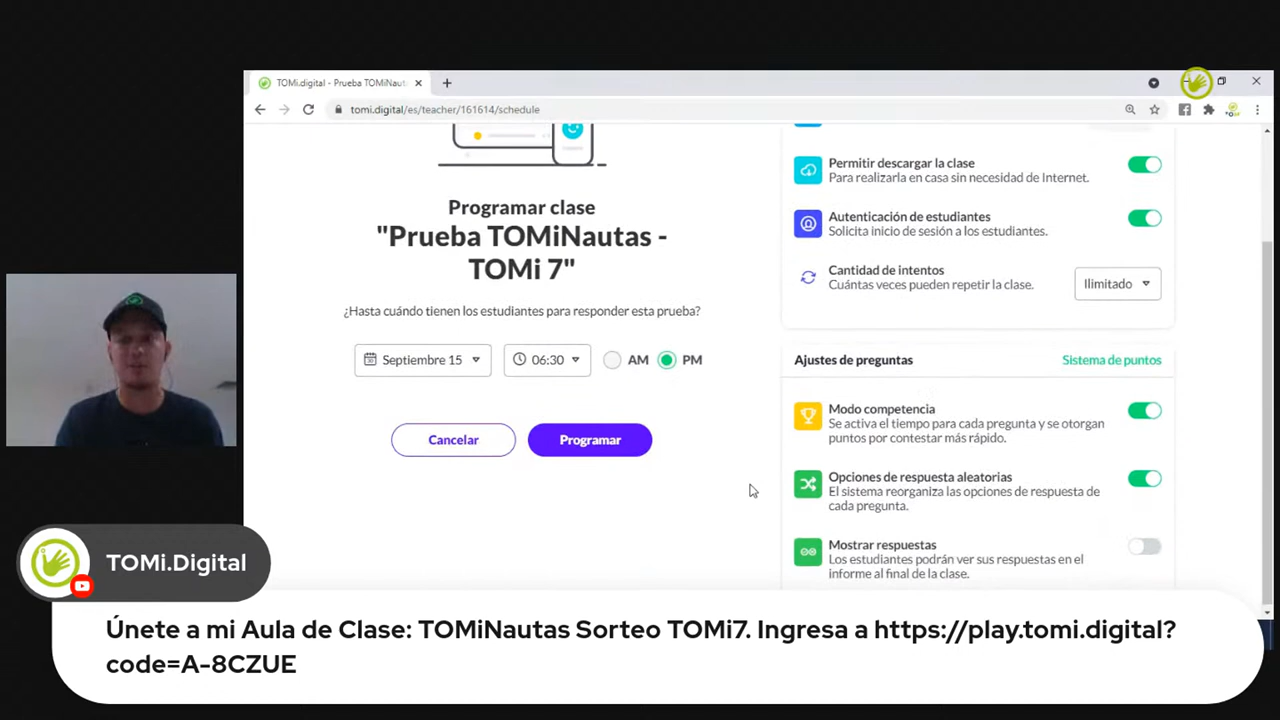 TOMi.digital - Prueba TOMiNaut
tomi.digital/es/teacher/161614/schedule
Programar clase
"Prueba TOMiNautas -
TOMi 7"
¿Hasta cuándo tienen los estudiantes para responder esta prueba?
Septiembre 15
06:30
AM
PM
Cancelar
Programar
Permitir descargar la clase
Para realizarla en casa sin necesidad de Internet.
Autenticación de estudiantes
Solicita inicio de sesión a los estudiantes.
Cantidad de intentos
Cuántas veces pueden repetir la clase.
Ilimitado
Ajustes de preguntas
Sistema de puntos
Modo competencia
Se activa el tiempo para cada pregunta y se otorgan
puntos por contestar más rápido.
Opciones de respuesta aleatorias
El sistema reorganiza las opciones de respuesta de
cada pregunta.
Mostrar respuestas
Los estudiantes podrán ver sus respuestas en el
informe al final de la clase.
TOMi.Digital
Únete a mi Aula de Clase: TOMiNautas Sorteo TOMi7. Ingresa a https://play.tomi.digital?
code=A-8CZUE